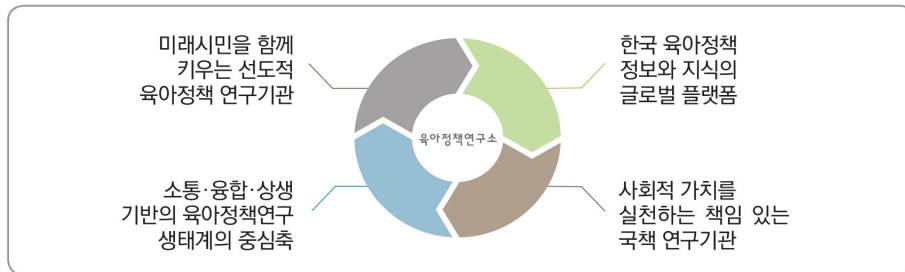 미래시민을 함께
키우는 선도적
육아정책 연구기관
한국 육아정책
정보와 지식의
글로벌 플랫폼
육아정책연구소
소통·융합·상생
기반의 육아정책연구
생태계의 중심축
사회적 가치를
실천하는 책임 있는
국책 연구기관